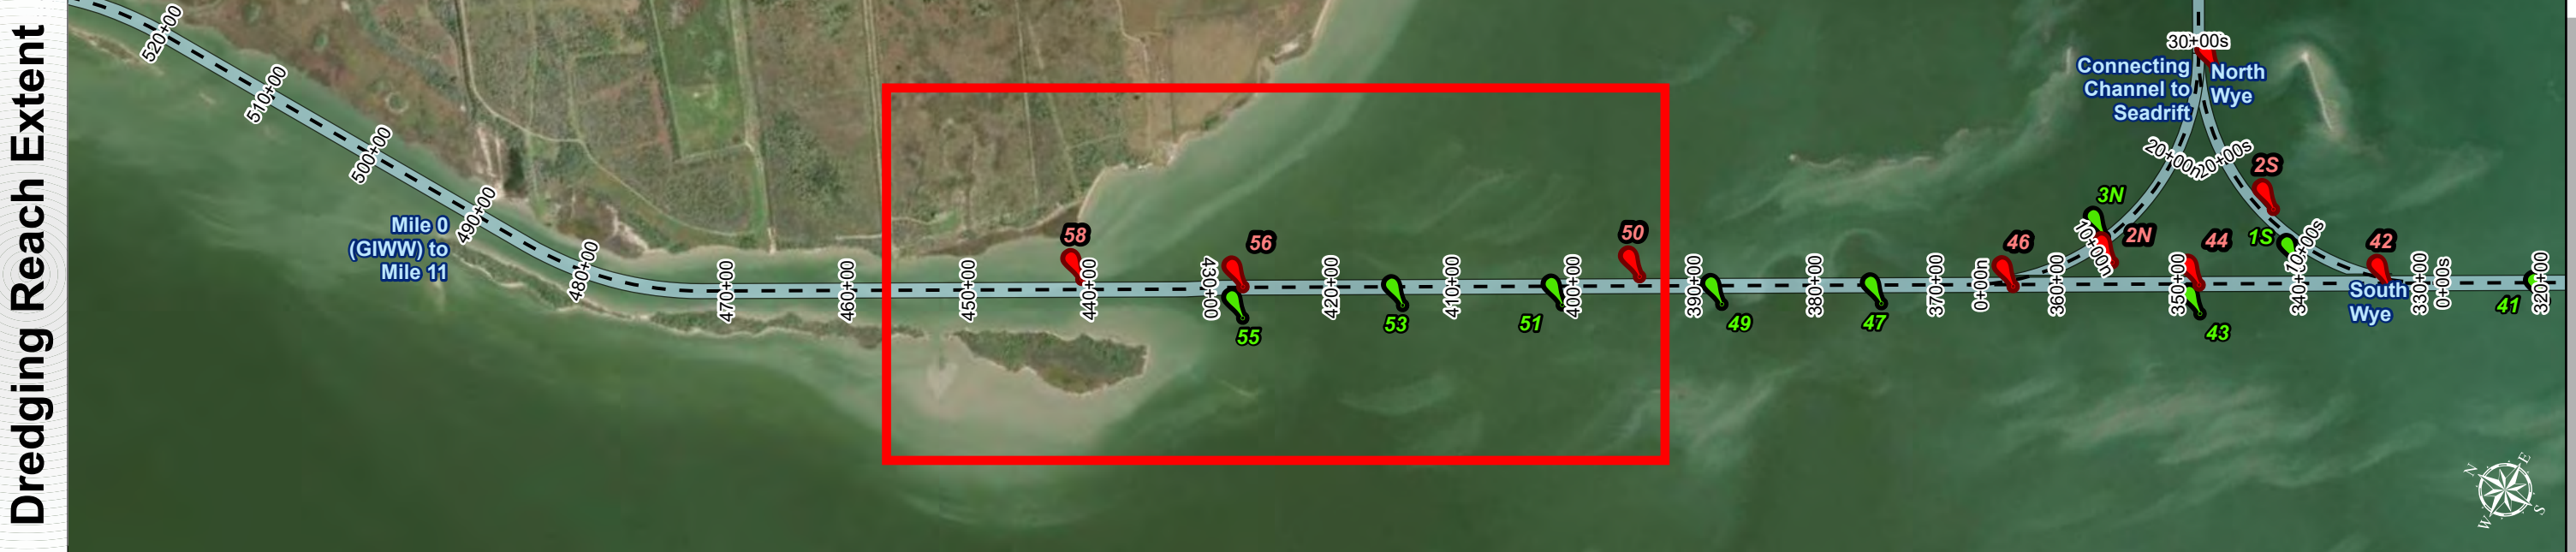 Dredging Reach Extent
520+00
510+00
500+00
490+00
480+00
470+00
460+00
450+00
440+00
430+00
420+00
410+00
400+00
390+00
380+00
370+00
0+00n
360+00
350+00
340+00
330+00
0+00s
320+00
Mile 0
(GIWW) to
Mile 11
58
56
55
53
51
50
49
47
46
3N
2N
10+00n
44
43
1S
2S
10+00s
42
41
20+00n
20+00s
30+00s
Connecting
Channel to
Seadrift
North
Wye
South
Wye
N
E
S
W